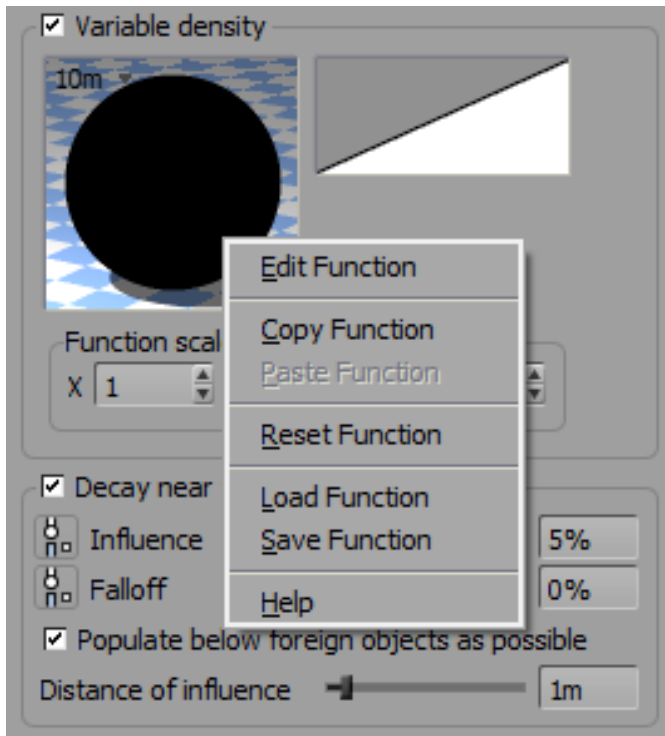 Variable density
10m
Edit Function
Function scal
Copy Function
X 1
Paste Function
Reset Function
Decay near
Load Function
Influence
Save Function
5%
Falloff
0%
Help
Populate below foreign objects as possible
Distance of influence 1m